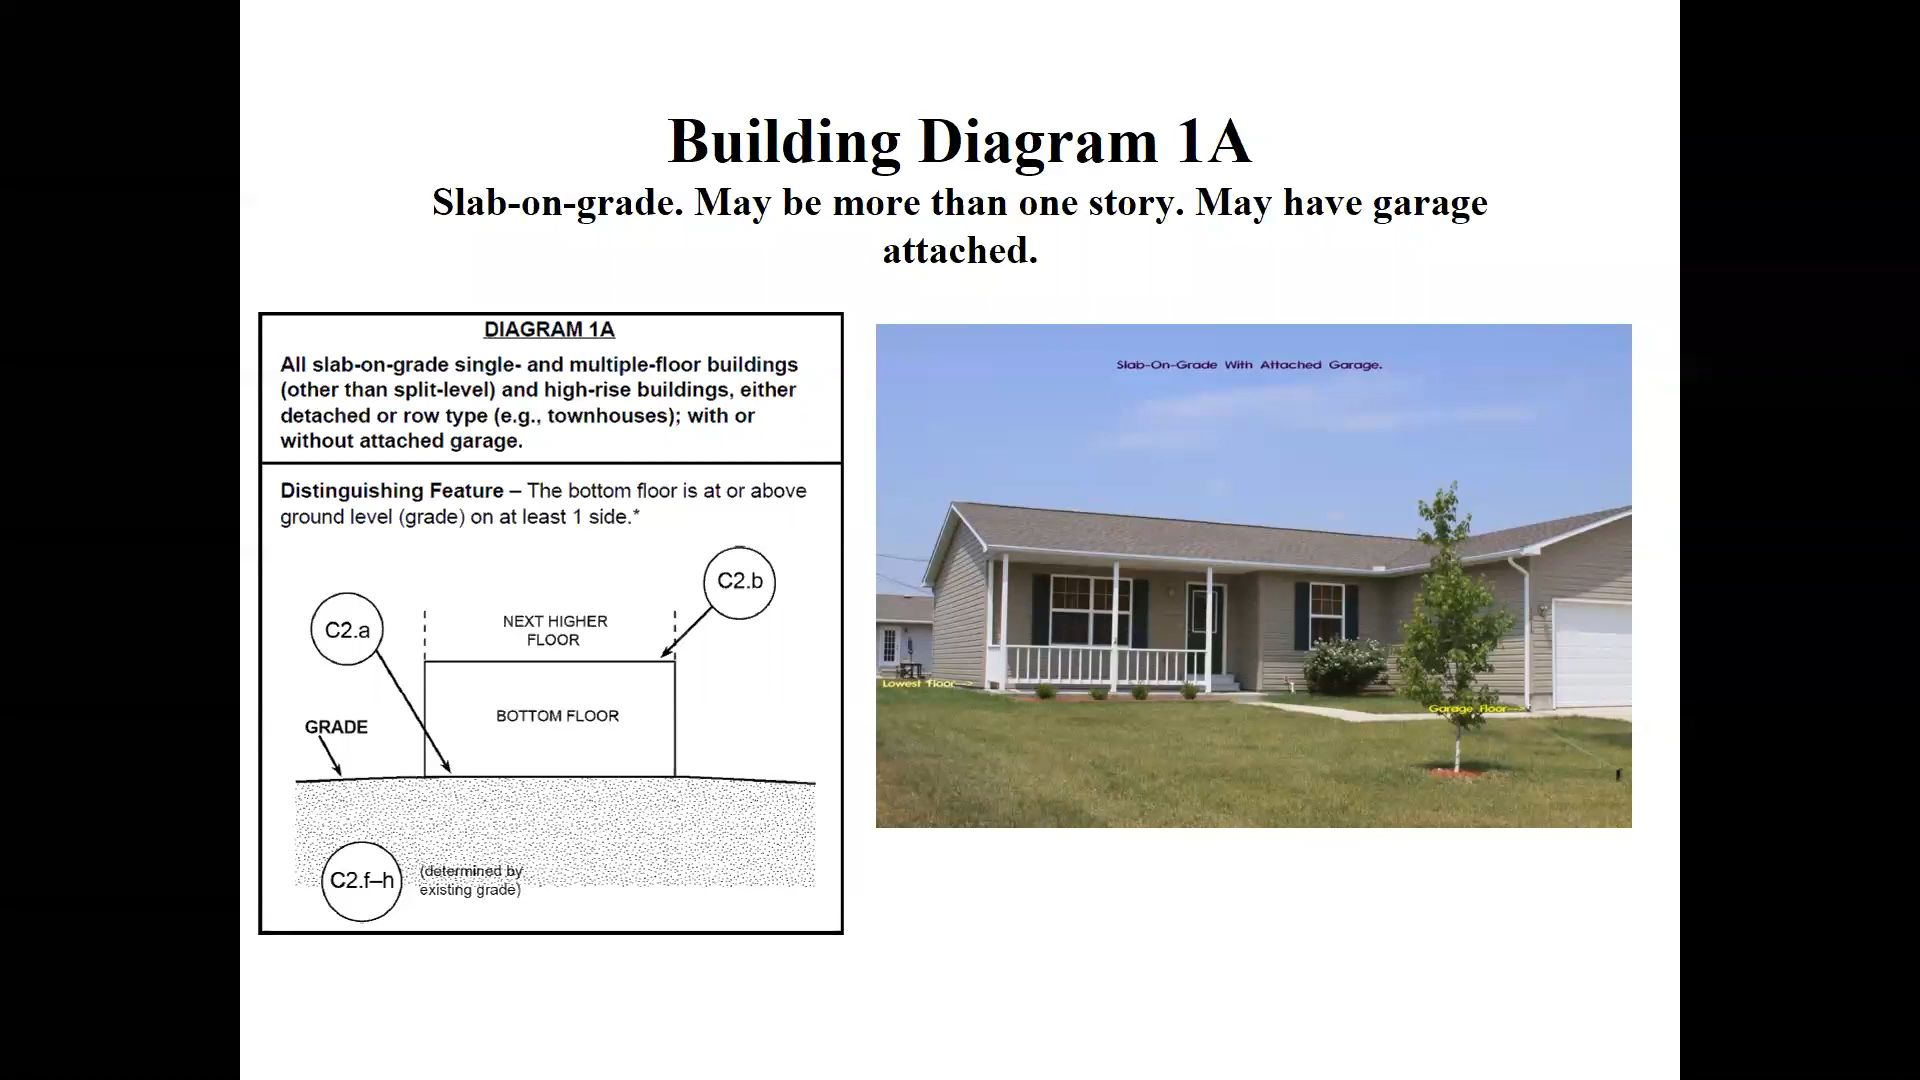 Building Diagram 1A
Slab-on-grade. May be more than one story. May have garage
attached.
DIAGRAM 1A
All slab-on-grade single- and multiple-floor buildings
(other than split-level) and high-rise buildings, either
detached or row type (e.g., townhouses); with or
without attached garage.
Distinguishing Feature – The bottom floor is at or above
ground level (grade) on at least 1 side.*
C2.b
C2.a
NEXT HIGHER
FLOOR
BOTTOM FLOOR
GRADE
C2.f–h
(determined by
existing grade)
Slab-On-Grade With Attached Garage.
Lowest floor-->
Garage floor-->